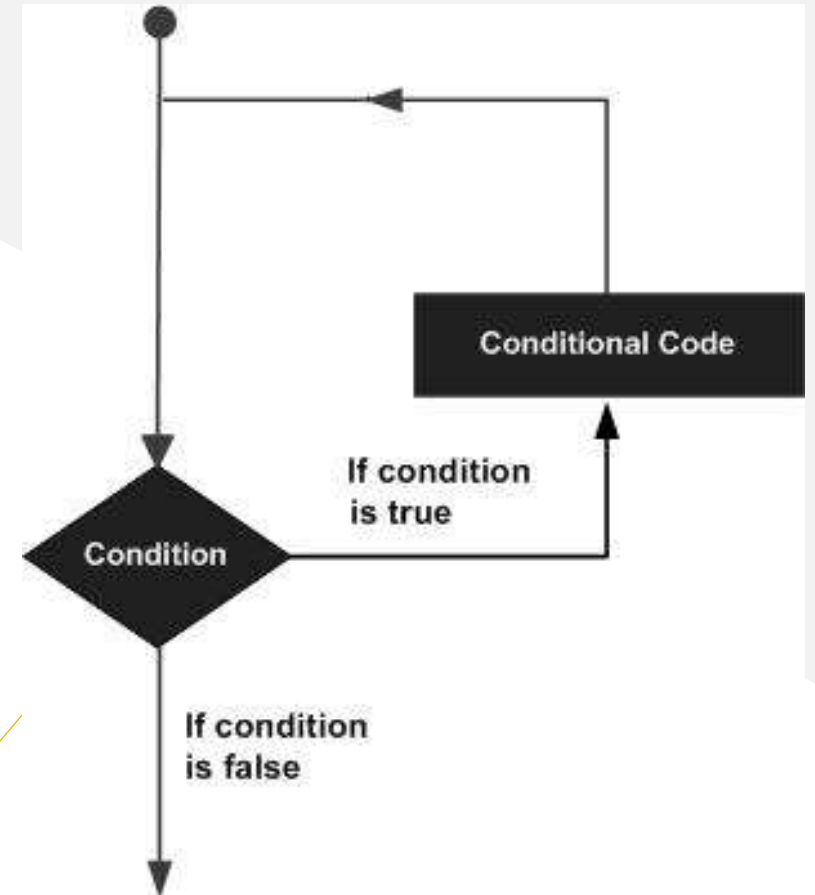 Conditional Code
If condition
is true
Condition
If condition
is false